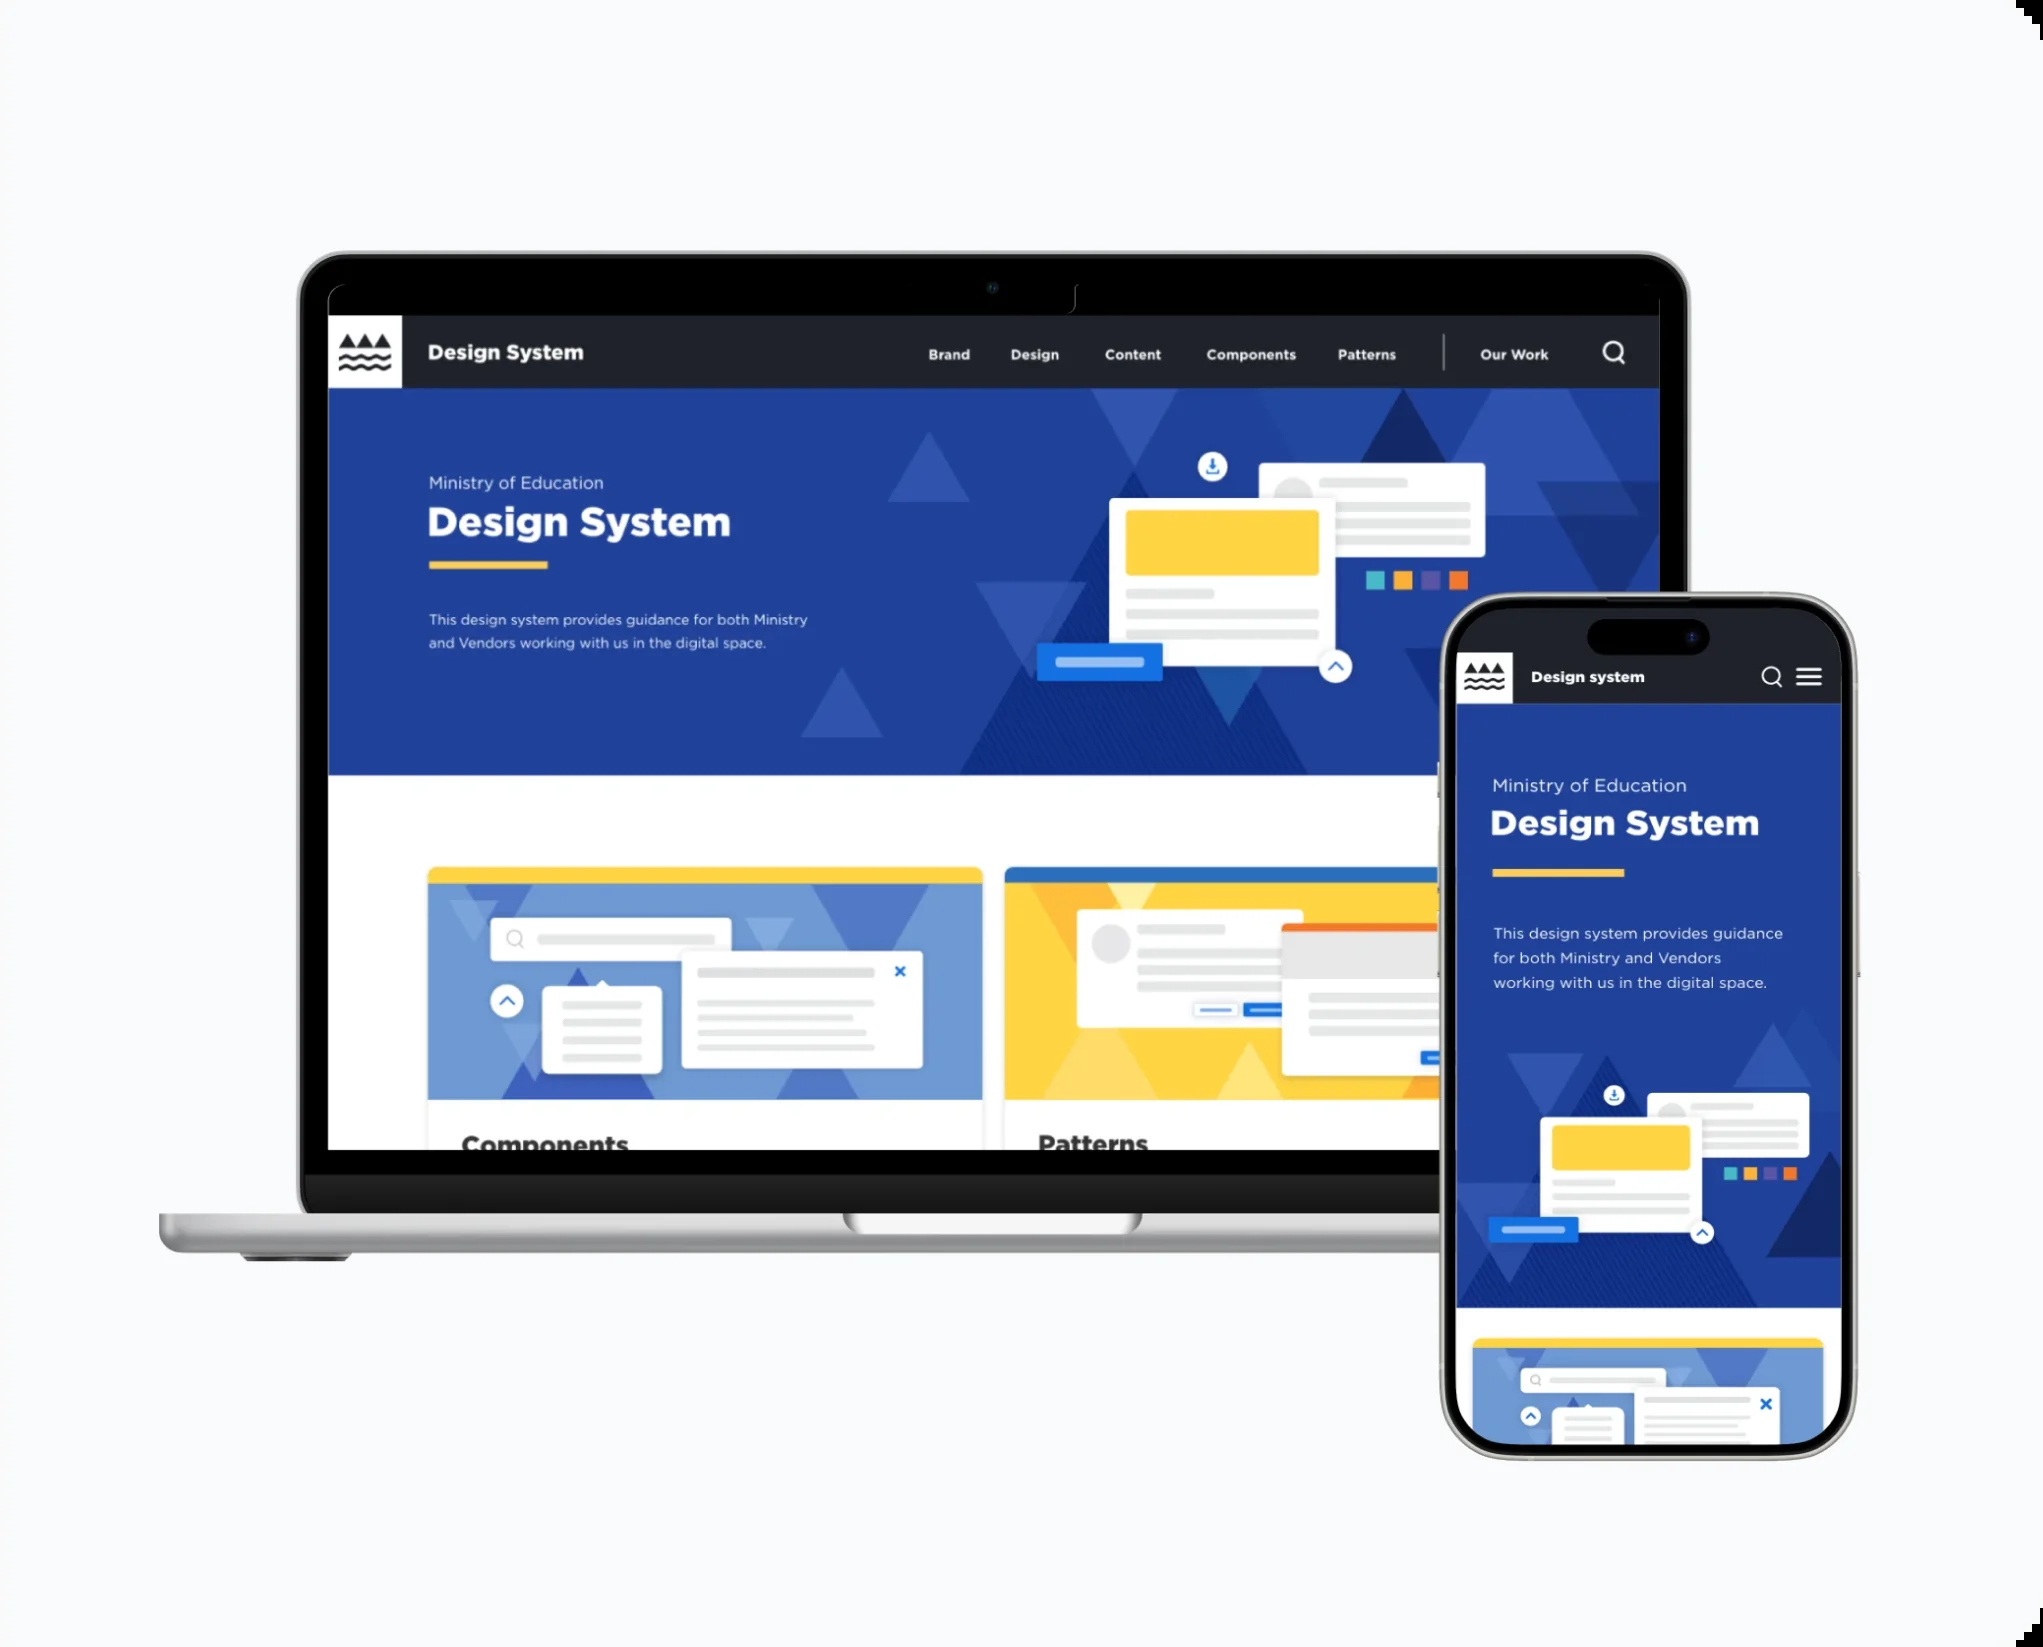 Design System
Brand
Design
Content
Components
Patterns
Our Work
Ministry of Education
Design System
This design system provides guidance for both Ministry
and Vendors working with us in the digital space.
Components
Patterns
Design system
Ministry of Education
Design System
This design system provides guidance
for both Ministry and Vendors
working with us in the digital space.